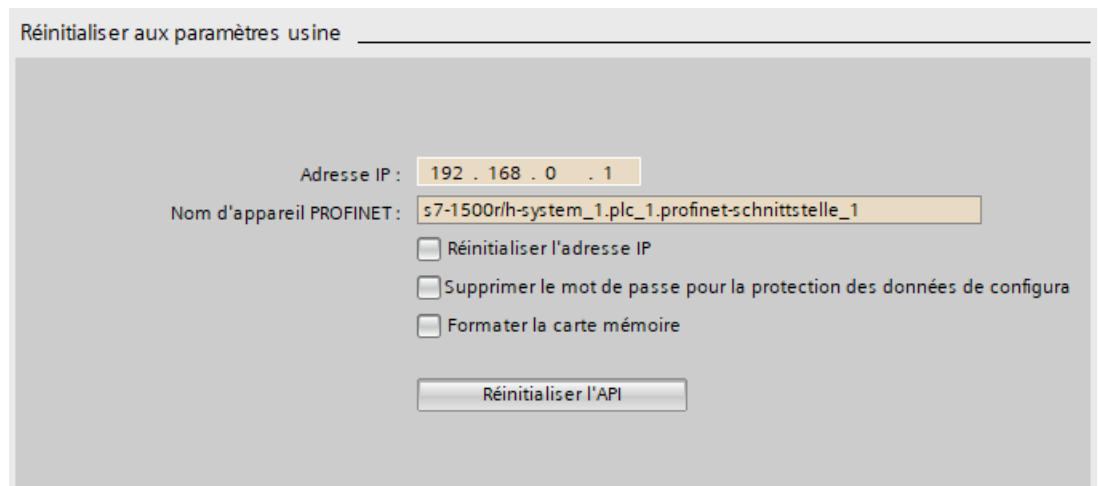 Réinitialiser aux paramètres usine
Adresse IP : 192 . 168 . 0 . 1
Nom d'appareil PROFINET : s7-1500r/h-system_1.plc_1.profinet-schnittstelle_1
Réinitialiser l'adresse IP
Supprimer le mot de passe pour la protection des données de configura
Formater la carte mémoire
Réinitialiser l'API